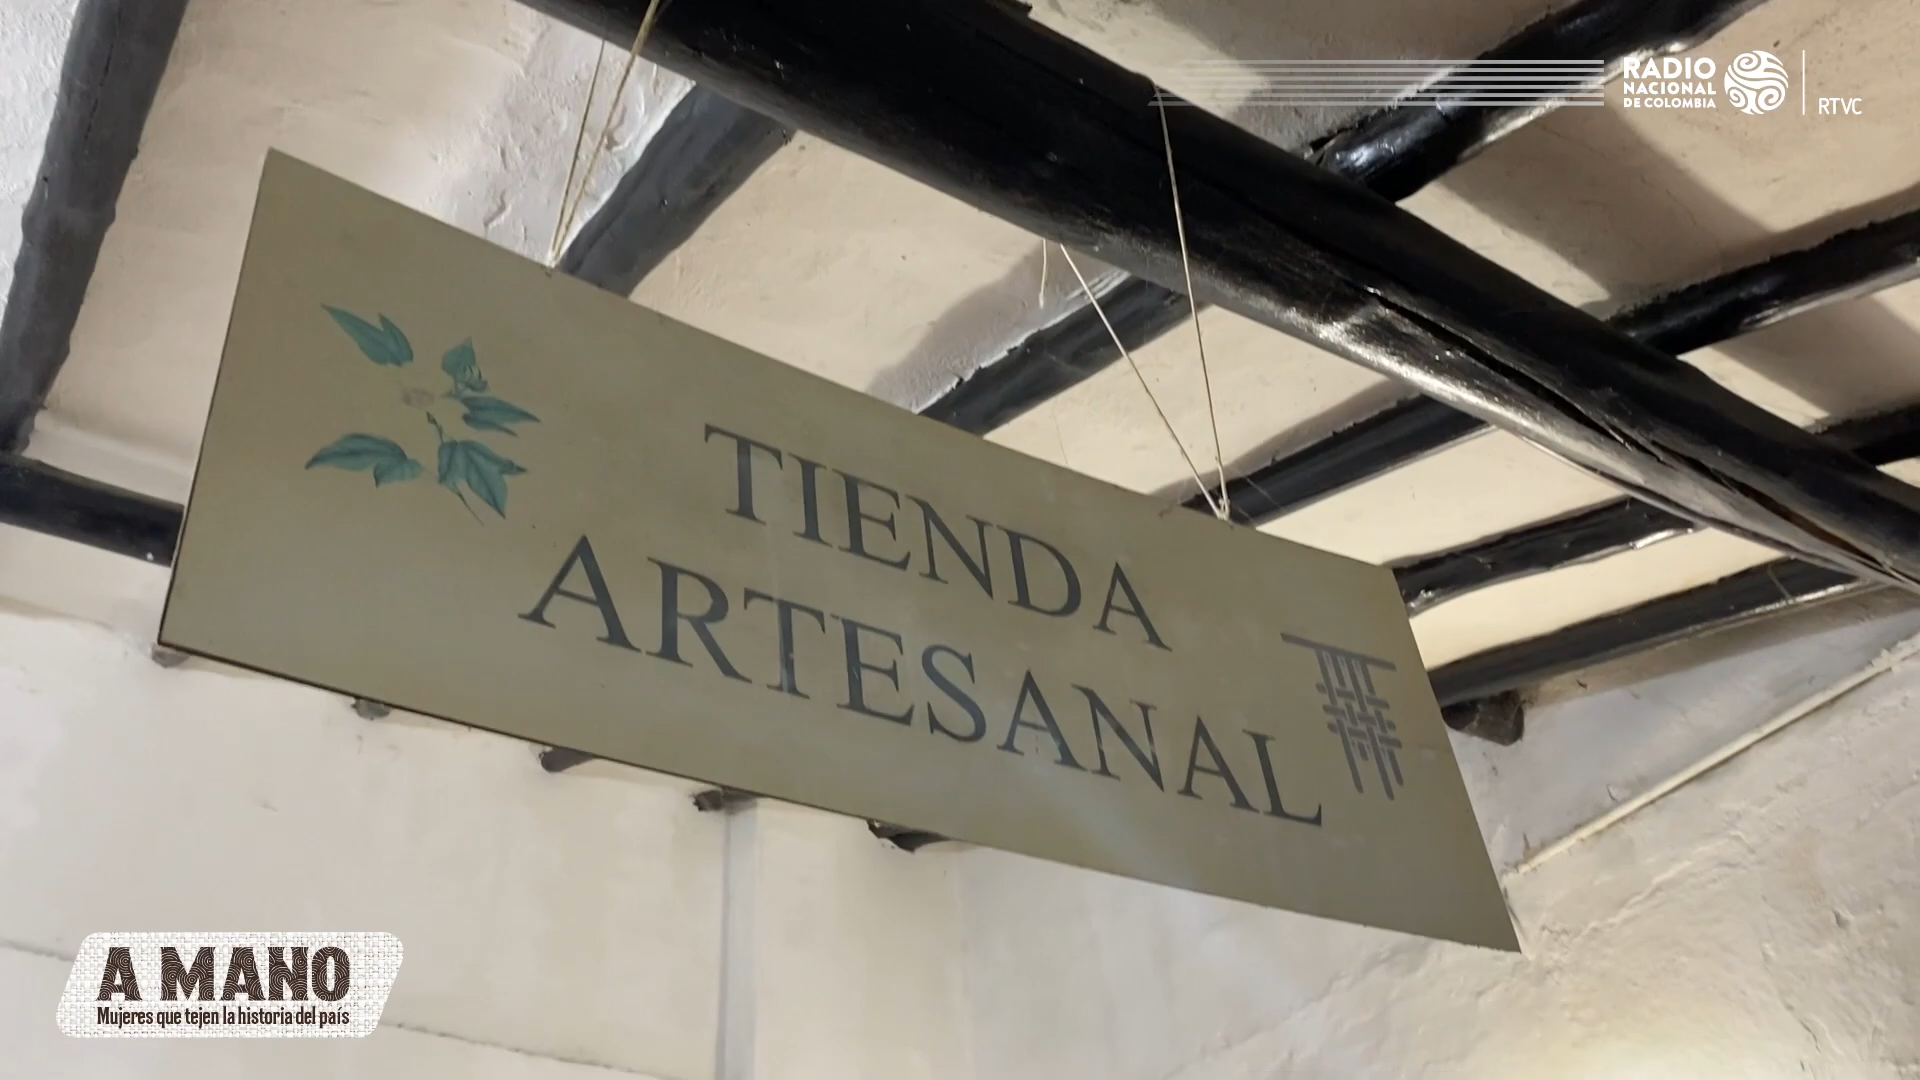 RADIO
NACIONAL
DE COLOMBIA
RTVC
TIENDA
ARTESANAL
A MANO
Mujeres que tejen la historia del país